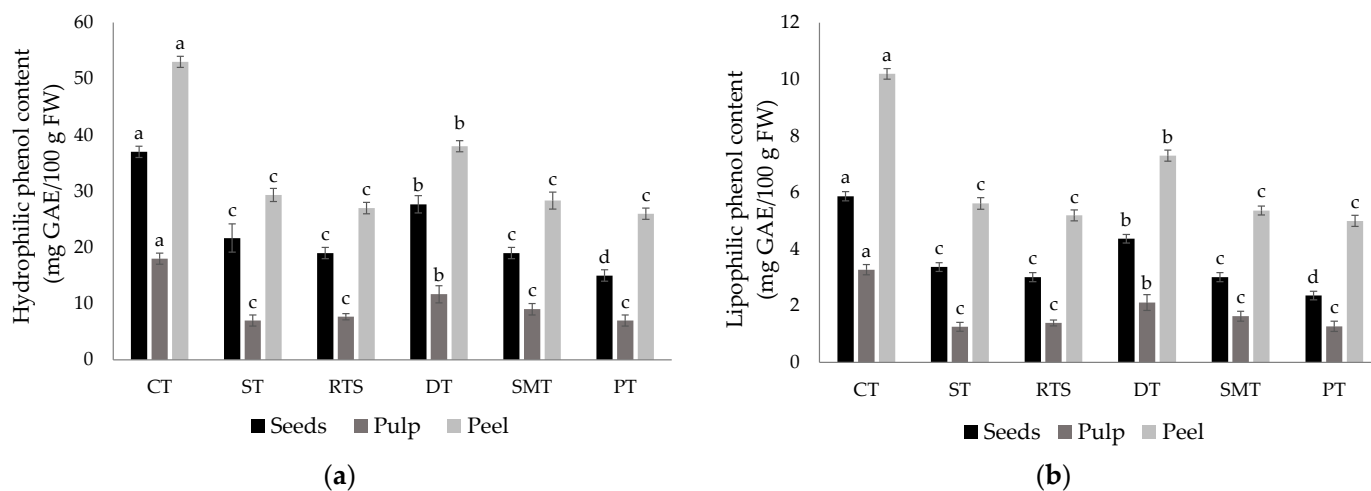 Hydrophilic phenol content
(mg GAE/100 g FW)
60
50
40
30
20
10
0
a
a
a
c
c
c
c
c
c
b
b
b
c
c
c
d
c
c
CT ST RTS DT SMT PT
Seeds Pulp Peel
(a)
Lipophilic phenol content
(mg GAE/100 g FW)
12
10
8
6
4
2
0
a
a
a
c
c
c
c
c
c
b
b
b
c
c
c
d
c
c
CT ST RTS DT SMT PT
Seeds Pulp Peel
(b)